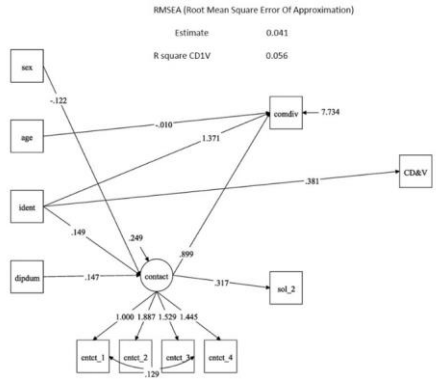 RMSEA (Root Mean Square Error Of Approximation)
Estimate 0.041
R square CD1V 0.056
sex
-.122
comdiv
7.734
age
-.010
1.371
CD&V
.381
ident
.149
.249
.899
dipdum
.147
contact
.317
sol_2
1.000 1.887 1.529 1.445
cntct_1 cntct_2 cntct_3 cntct_4
.129